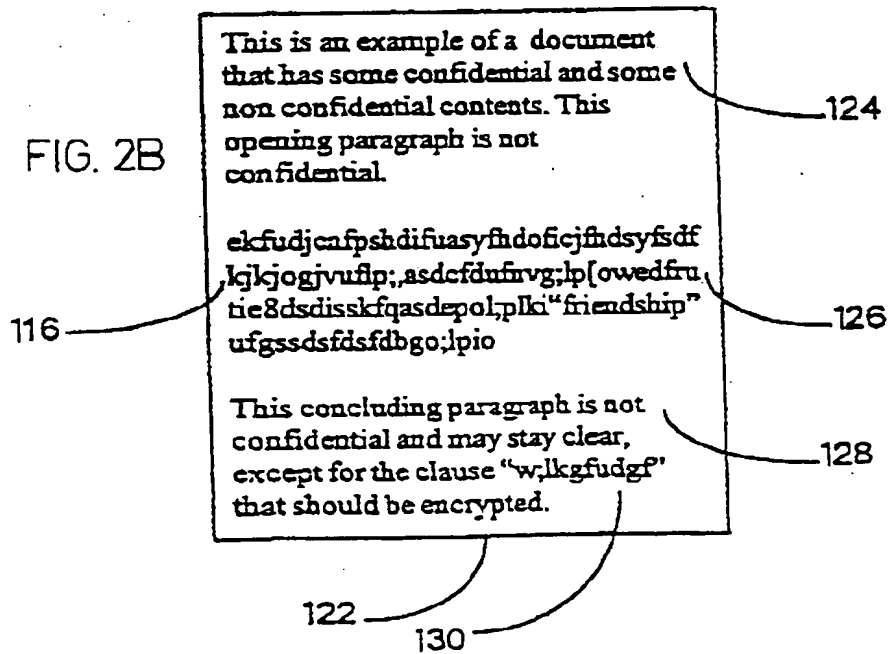 This is an example of a document
that has some confidential and some
non confidential contents. This
opening paragraph is not
confidential.
124
FIG. 2B
ekfudjcnfpshdifuasyfhdoficjfhdsyfsdf
kjkjogjvuflp;,asdcfdufnvg;lp[owedfru
tie8dsdisskfqasdepol;plki“friendship”
ufgssdsfdsfdbgo;lpio
116
126
This concluding paragraph is not
confidential and may stay clear,
except for the clause “w;lkgfudgf”
that should be encrypted.
128
122
130